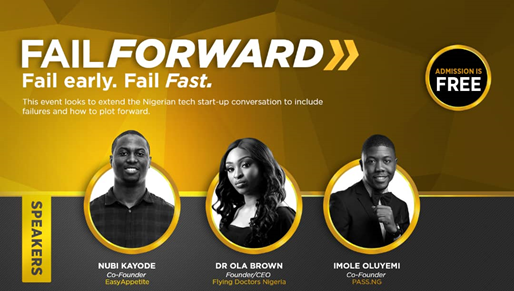 FAILFORWARD
Fail early. Fail Fast.
This event looks to extend the Nigerian tech start-up conversation to include
failures and how to plot forward.
ADMISSION IS
FREE
SPEAKERS
NUBI KAYODE
Co-Founder
EasyAppetite
DR OLA BROWN
Founder/CEO
Flying Doctors Nigeria
IMOLE OLUYEMI
Co-Founder
PASS.NG